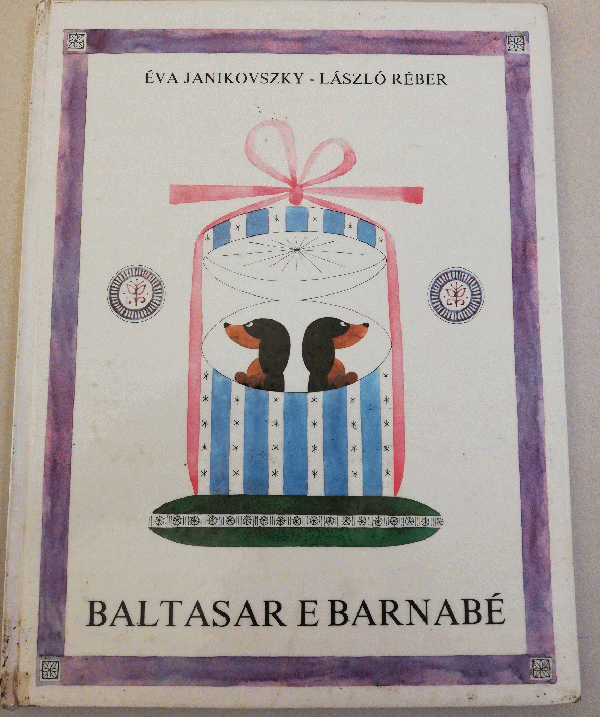 ÉVA JANIKOVSZKY - LÁSZLÓ RÉBER
BALTASAR E BARNABÉ